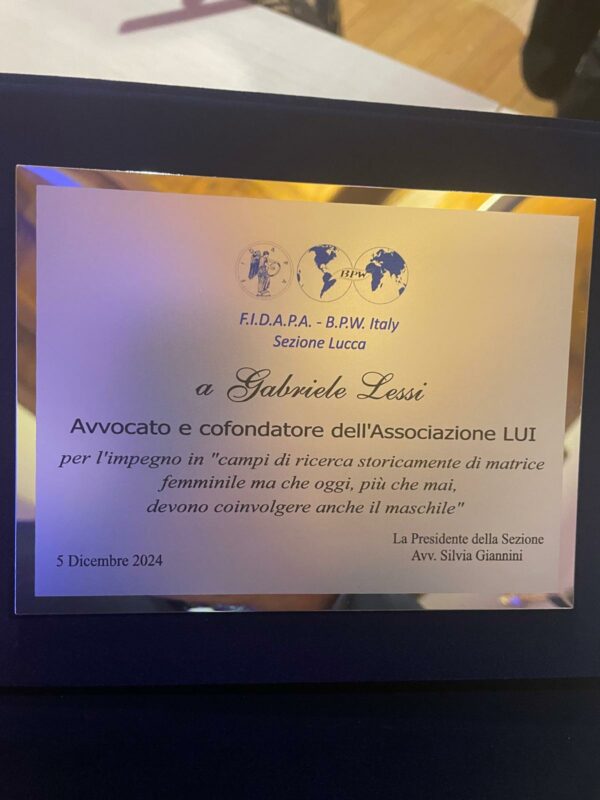 F.I.D.A.P.A.
BPW
F.I.D.A.P.A. - B.P.W. Italy
Sezione Lucca
a Gabriele Lessi
Avvocato e cofondatore dell'Associazione LUI
per l'impegno in "campi di ricerca storicamente di matrice
femminile ma che oggi, più che mai,
devono coinvolgere anche il maschile"
La Presidente della Sezione
5 Dicembre 2024 Avv. Silvia Giannini